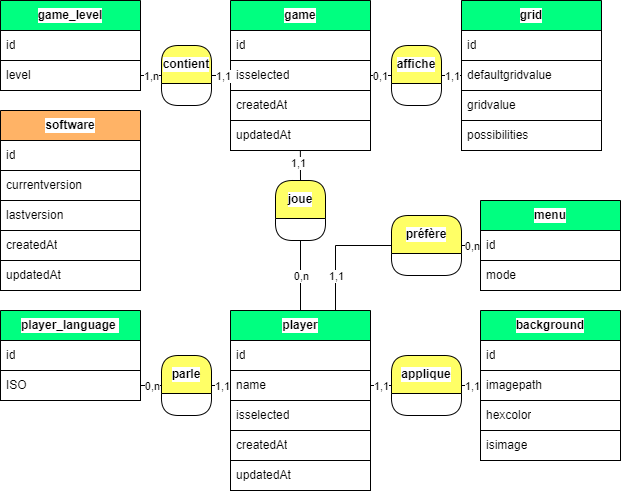 game_level
id
level
contient
1,n
1,1
game
id
isselected
createdAt
updatedAt
affiche
0,1
1,1
grid
id
defaultgridvalue
gridvalue
possibilities
software
id
currentversion
lastversion
createdAt
updatedAt
1,1
joue
0,n
préfère
1,1
0,n
menu
id
mode
player_language
id
ISO
parle
0,n
1,1
player
id
name
isselected
createdAt
updatedAt
applique
1,1
1,1
background
id
imagepath
hexcolor
isimage